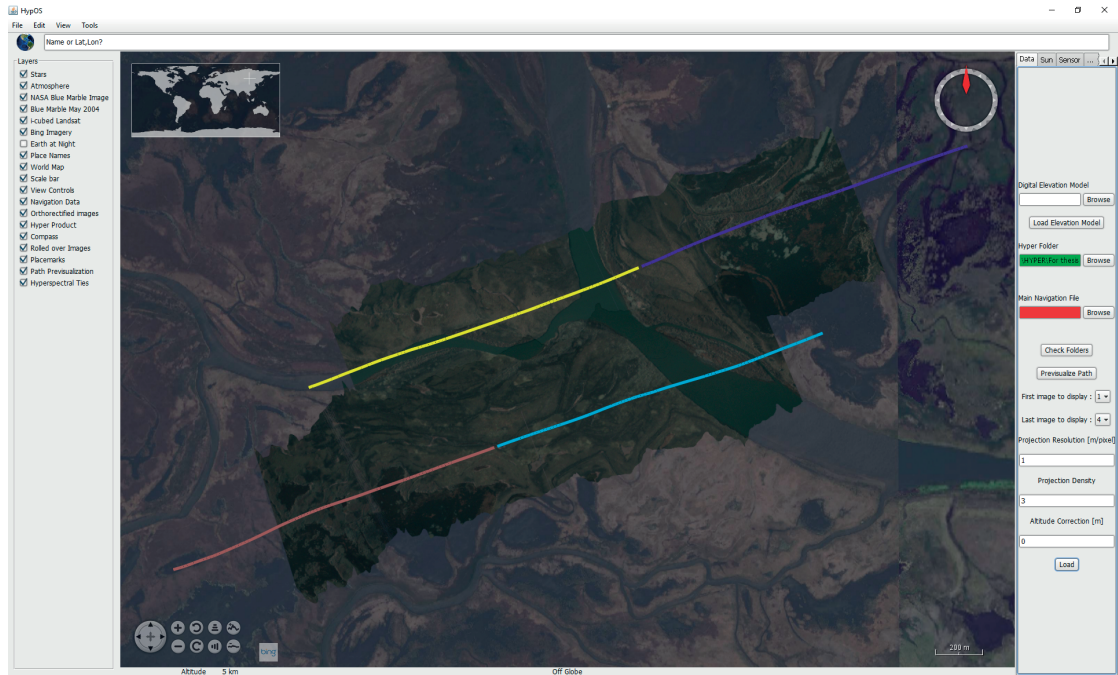 HypOS
File Edit View Tools
Name or Lat,Lon?
Layers
Stars
Atmosphere
NASA Blue Marble Image
Blue Marble May 2004
i-cubed Landsat
Bing Imagery
Earth at Night
Place Names
World Map
Scale bar
View Controls
Navigation Data
Orthorectified images
Hyper Product
Compass
Rolled over Images
Placemarks
Path Previsualization
Hyperspectral Ties
bing
200 m
Altitude 5 km Off Globe
Data Sun Sensor ...
Digital Elevation Model
Browse
Load Elevation Model
Hyper Folder
\HYPER\For these Browse
Main Navigation File
Browse
Check Folders
Previsualize Path
First image to display : 1
Last image to display : 4
Projection Resolution [m/pixel]
1
Projection Density
3
Altitude Correction [m]
0
Load